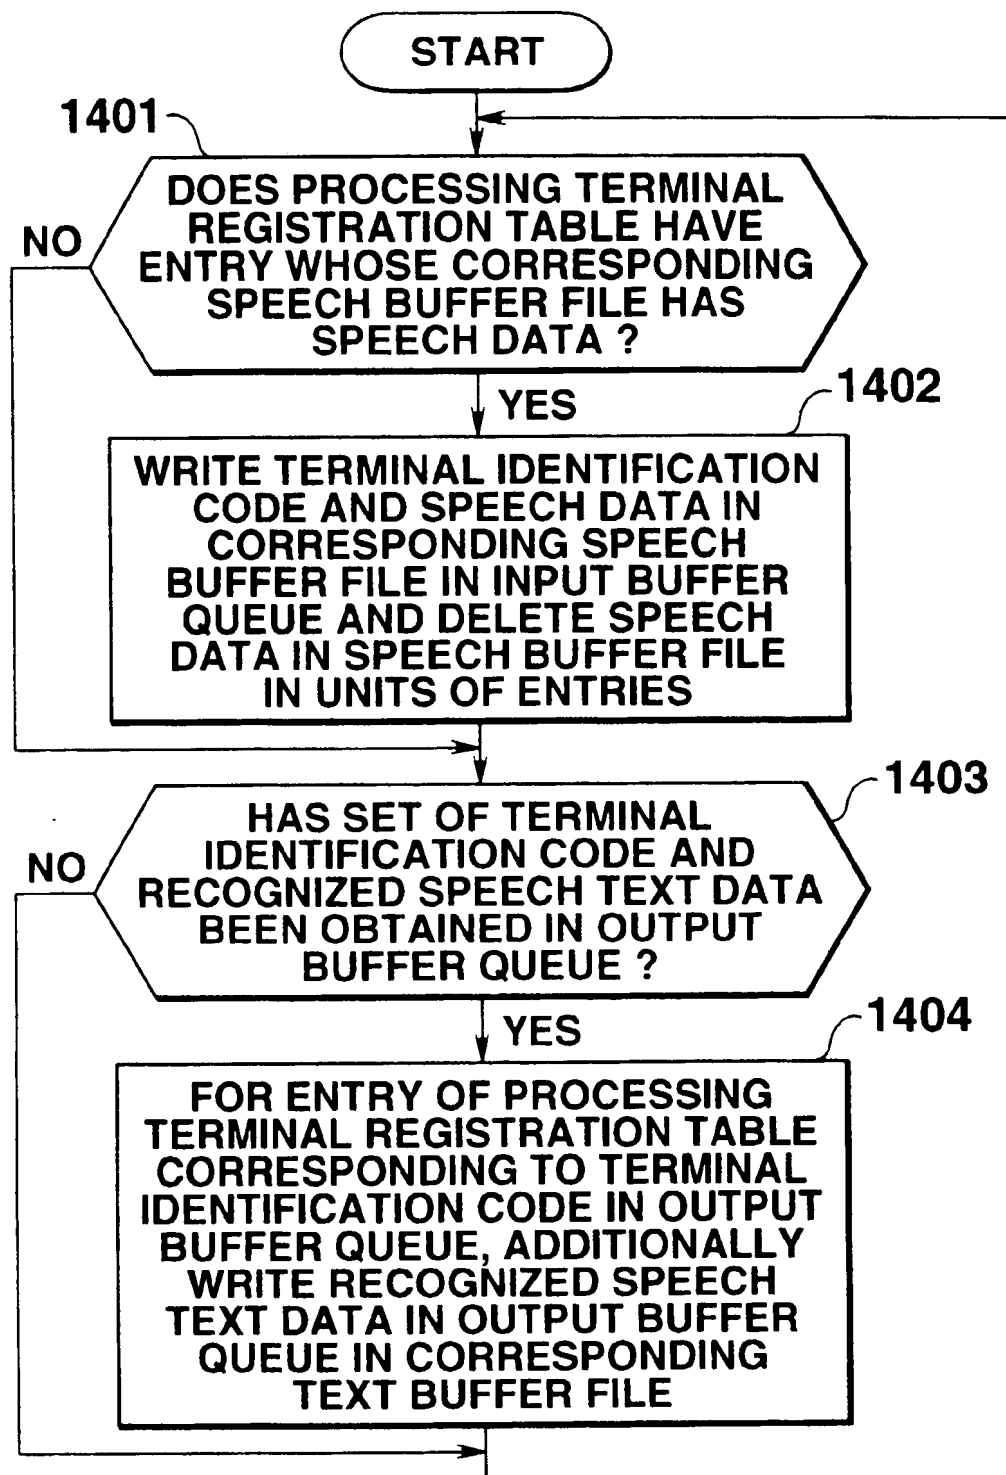 START
1401
DOES PROCESSING TERMINAL
REGISTRATION TABLE HAVE
ENTRY WHOSE CORRESPONDING
SPEECH BUFFER FILE HAS
SPEECH DATA ?
NO
YES
1402
WRITE TERMINAL IDENTIFICATION
CODE AND SPEECH DATA IN
CORRESPONDING SPEECH
BUFFER FILE IN INPUT BUFFER
QUEUE AND DELETE SPEECH
DATA IN SPEECH BUFFER FILE
IN UNITS OF ENTRIES
1403
HAS SET OF TERMINAL
IDENTIFICATION CODE AND
RECOGNIZED SPEECH TEXT DATA
BEEN OBTAINED IN OUTPUT
BUFFER QUEUE ?
NO
YES
1404
FOR ENTRY OF PROCESSING
TERMINAL REGISTRATION TABLE
CORRESPONDING TO TERMINAL
IDENTIFICATION CODE IN OUTPUT
BUFFER QUEUE, ADDITIONALLY
WRITE RECOGNIZED SPEECH
TEXT DATA IN OUTPUT BUFFER
QUEUE IN CORRESPONDING
TEXT BUFFER FILE